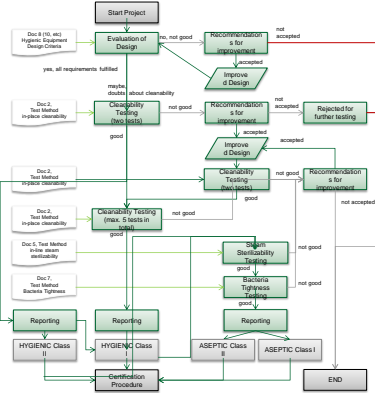 Start Project
Doc 8 (10, etc)
Hygienic Equipment
Design Criteria
Evaluation of
Design
no, not good
Recommendation
s for
improvement
not
accepted
yes, all requirements fulfilled
accepted
Improve
d Design
maybe,
doubts about cleanability
Doc 2,
Test Method
in-place cleanability
Cleanability
Testing
(two tests)
not good
Recommendation
s for
improvement
not
accepted
Rejected for
further testing
good
accepted
accepted
Improve
d Design
Doc 2,
Test Method
in-place cleanability
Cleanability
Testing
(two tests)
not good
Recommendation
s for
improvement
good
not accepted
Doc 2,
Test Method
in-place cleanability
Cleanability Testing
(max. 5 tests in
total)
not good
good
Doc 5, Test Method
in-line steam
sterilizability
Steam
Sterilizability
Testing
not good
good
Doc 7,
Test Method
Bacteria Tightness
Bacteria
Tightness
Testing
not good
good
Reporting
Reporting
Reporting
HYGIENIC Class
II
HYGIENIC Class
I
ASEPTIC Class
II
ASEPTIC Class I
Certification
Procedure
END